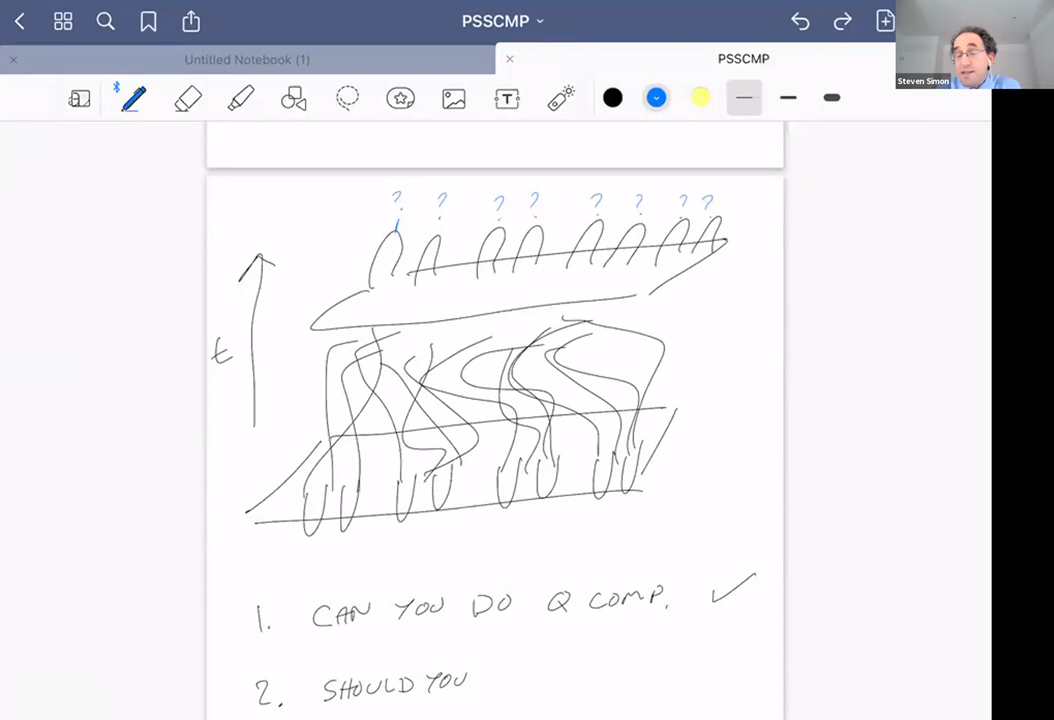 PSSCMP
Untitled Notebook (1)
PSSCMP
Steven Simon
T
? ? ? ? ? ? ? ?
t
1. CAN YOU DO Q COMP. ✓
2. SHOULD YOU